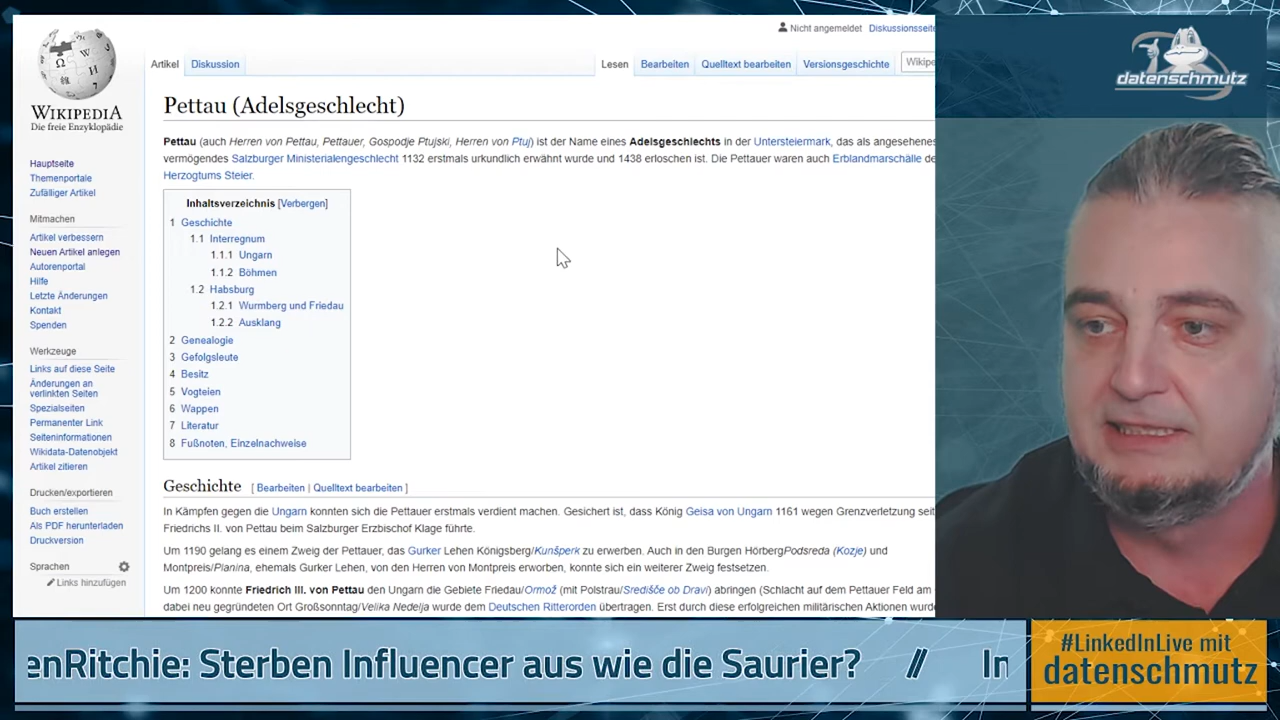 Nicht angemeldet Diskussionsseite
Artikel Diskussion Lesen Bearbeiten Quelltext bearbeiten Versionsgeschichte
WIKIPEDIA
Die freie Enzyklopädie
Hauptseite
Themenportale
Zufälliger Artikel
Mitmachen
Artikel verbessern
Neuen Artikel anlegen
Autorenportal
Hilfe
Letzte Änderungen
Kontakt
Spenden
Werkzeuge
Links auf diese Seite
Änderungen an
verlinkten Seiten
Spezialseiten
Permanenter Link
Seiteninformationen
Wikidata-Datenobjekt
Artikel zitieren
Drucken/exportieren
Buch erstellen
Als PDF herunterladen
Druckversion
Sprachen
Links hinzufügen
Pettau (Adelsgeschlecht)
Pettau (auch Herren von Pettau, Pettauer, Gospodje Ptujski, Herren von Ptuj) ist der Name eines Adelsgeschlechts in der Untersteiermark, das als angesehenes
vermögendes Salzburger Ministerialengeschlecht 1132 erstmals urkundlich erwähnt wurde und 1438 erloschen ist. Die Pettauer waren auch Erblandmarschälle de
Herzogtums Steier.
Inhaltsverzeichnis [Verbergen]
1 Geschichte
1.1 Interregnum
1.1.1 Ungarn
1.1.2 Böhmen
1.2 Habsburg
1.2.1 Wurmberg und Friedau
1.2.2 Ausklang
2 Genealogie
3 Gefolgsleute
4 Besitz
5 Vogteien
6 Wappen
7 Literatur
8 Fußnoten, Einzelnachweise
Geschichte [ Bearbeiten | Quelltext bearbeiten ]
In Kämpfen gegen die Ungarn konnten sich die Pettauer erstmals verdient machen. Gesichert ist, dass König Geisa von Ungarn 1161 wegen Grenzverletzung seit
Friedrichs II. von Pettau beim Salzburger Erzbischof Klage führte.
Um 1190 gelang es einem Zweig der Pettauer, das Gurker Lehen Königsberg/Kunšperk zu erwerben. Auch in den Burgen HörbergPodsreda (Kozje) und
Montpreis/Planina, ehemals Gurker Lehen, von den Herren von Montpreis erworben, konnte sich ein weiterer Zweig festsetzen.
Um 1200 konnte Friedrich III. von Pettau den Ungarn die Gebiete Friedau/Ormož (mit Polstrau/Središče ob Dravi) abringen (Schlacht auf dem Pettauer Feld am
dabei neu gegründeten Ort Großsonntag/Velika Nedelja wurde dem Deutschen Ritterorden übertragen. Erst durch diese erfolgreichen militärischen Aktionen wurde
datenschmutz
enRitchie: Sterben Influencer aus wie die Saurier? // In
#LinkedInLive mit
datenschmutz